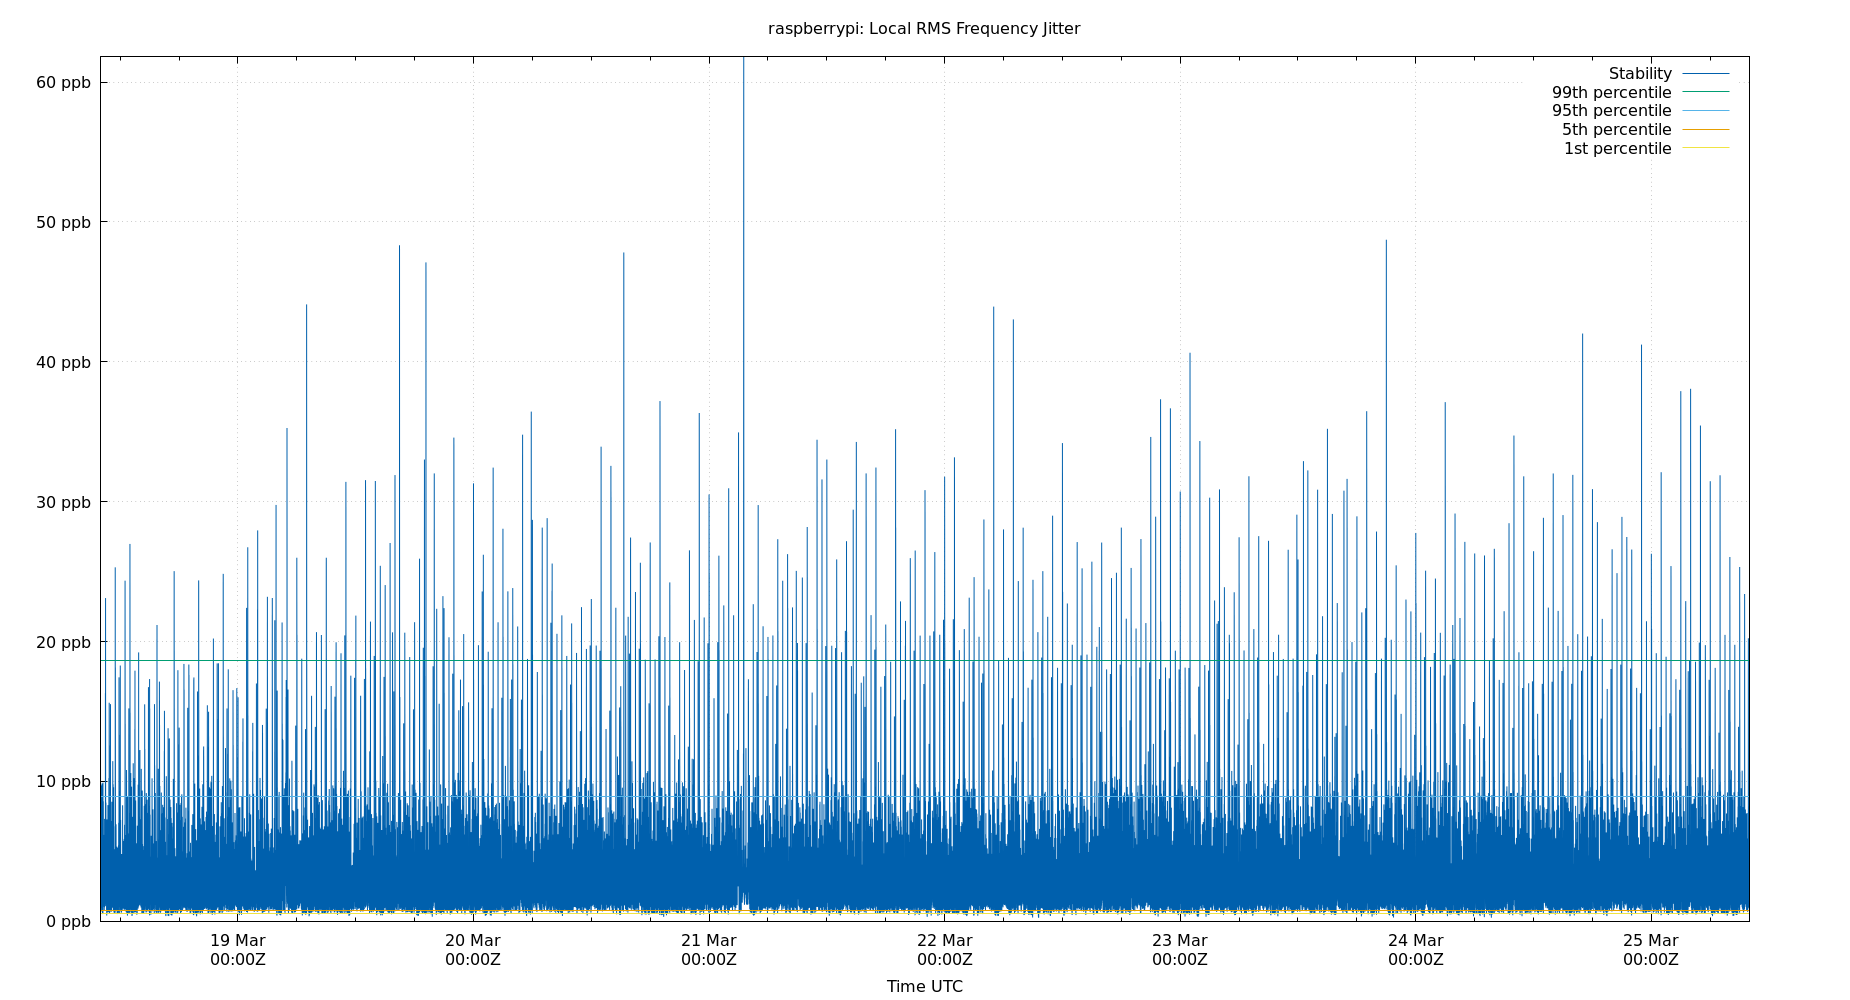 raspberrypi: Local RMS Frequency Jitter
60 ppb
50 ppb
40 ppb
30 ppb
20 ppb
10 ppb
0 ppb
Stability
99th percentile
95th percentile
5th percentile
1st percentile
19 Mar
00:00Z
20 Mar
00:00Z
21 Mar
00:00Z
22 Mar
00:00Z
23 Mar
00:00Z
24 Mar
00:00Z
25 Mar
00:00Z
Time UTC